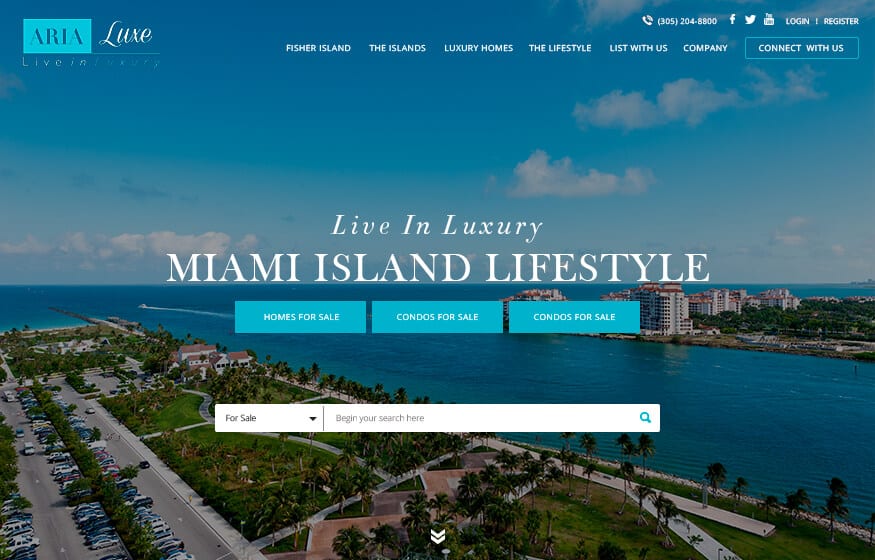 (305) 204-8800 f You Tube LOGIN | REGISTER
ARIA Luxe
Live in Luxury
FISHER ISLAND THE ISLANDS LUXURY HOMES THE LIFESTYLE LIST WITH US COMPANY CONNECT WITH US
Live In Luxury
MIAMI ISLAND LIFESTYLE
HOMES FOR SALE CONDOS FOR SALE CONDOS FOR SALE
For Sale Begin your search here